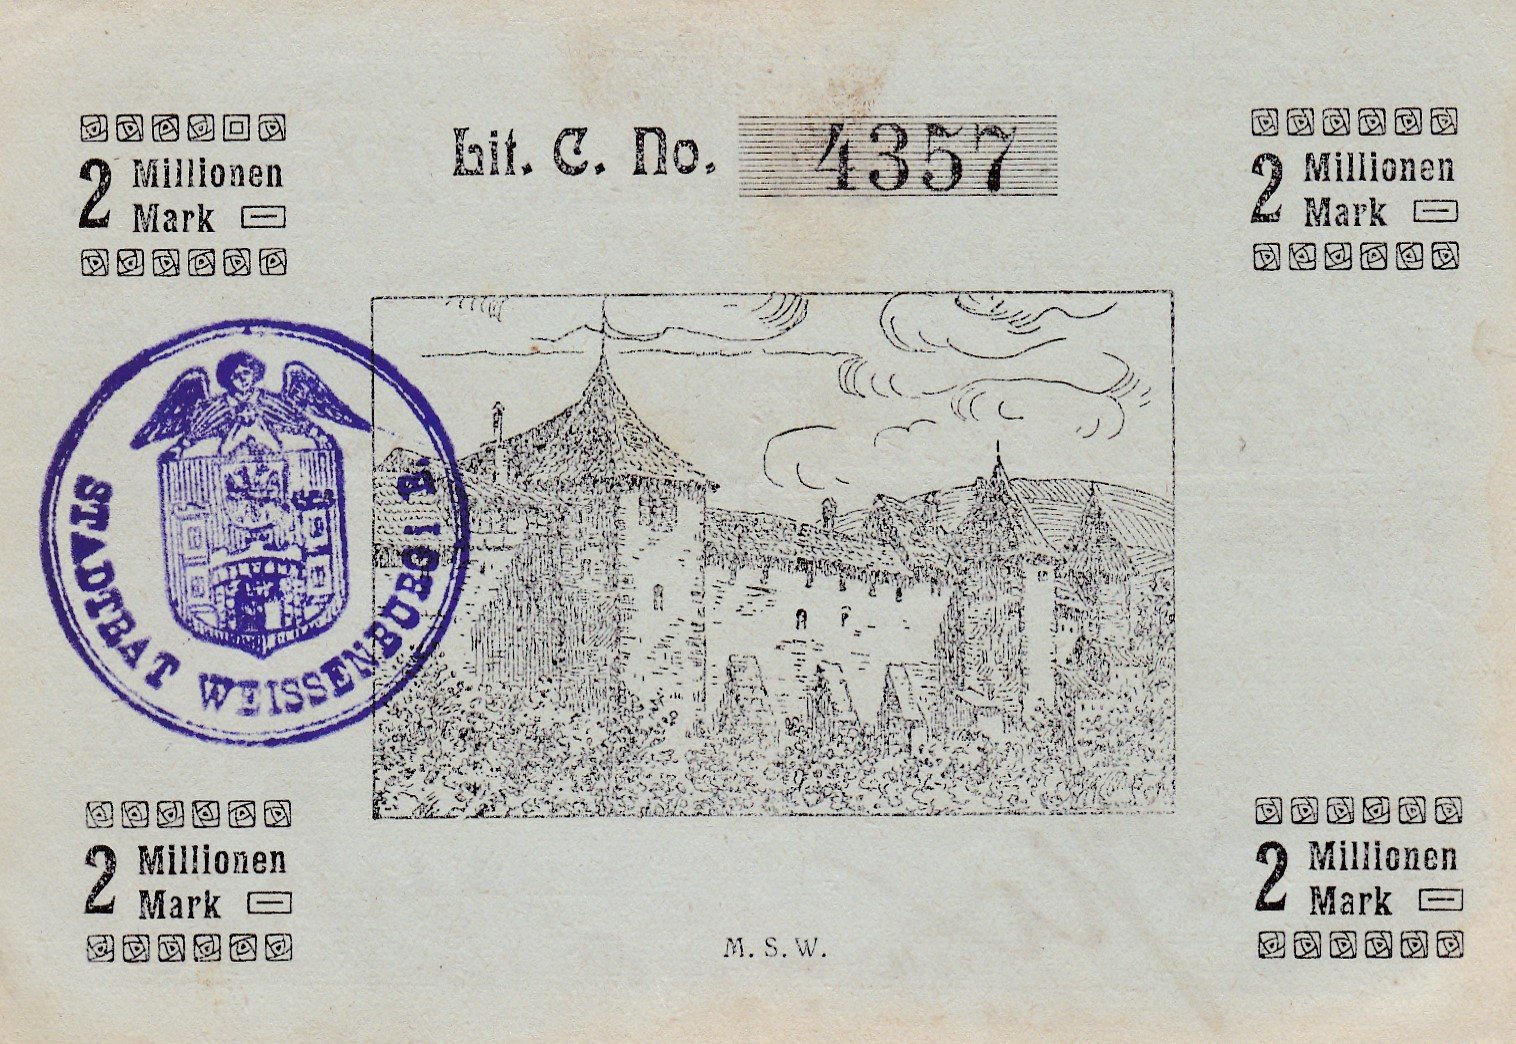 2 Millionen
Mark
Lit. C. No. 4357
2 Millionen
Mark
STADTRAT WEISSENBURG i B.
2 Millionen
Mark
M. S. W.
2 Millionen
Mark